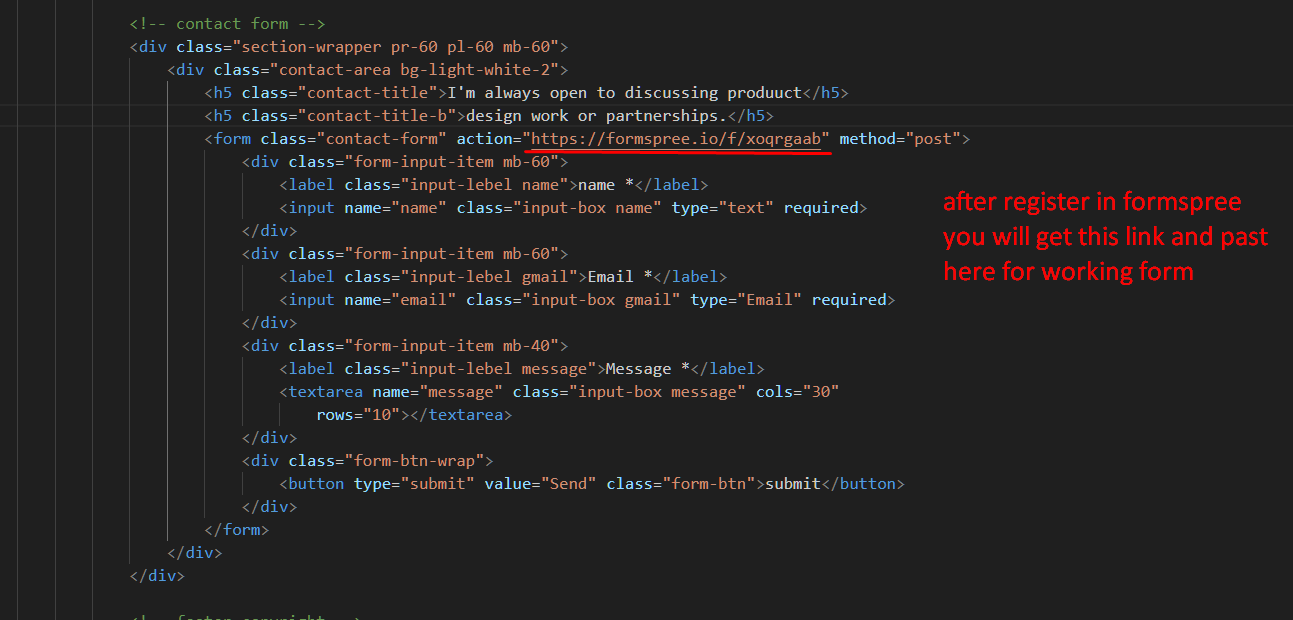 <!-- contact form -->
<div class="section-wrapper pr-60 pl-60 mb-60">
<div class="contact-area bg-light-white-2">
<h5 class="contact-title">I'm always open to discussing produuct</h5>
<h5 class="contact-title-b">design work or partnerships.</h5>
<form class="contact-form" action="https://formspree.io/f/xoqrgaab" method="post">
<div class="form-input-item mb-60">
<label class="input-lebel name">name *</label>
<input name="name" class="input-box name" type="text" required>
</div>
<div class="form-input-item mb-60">
<label class="input-lebel gmail">Email *</label>
<input name="email" class="input-box gmail" type="Email" required>
</div>
<div class="form-input-item mb-40">
<label class="input-lebel message">Message *</label>
<textarea name="message" class="input-box message" cols="30"
rows="10"></textarea>
</div>
<div class="form-btn-wrap">
<button type="submit" value="Send" class="form-btn">submit</button>
</div>
</form>
</div>
</div>
after register in formspree
you will get this link and past
here for working form